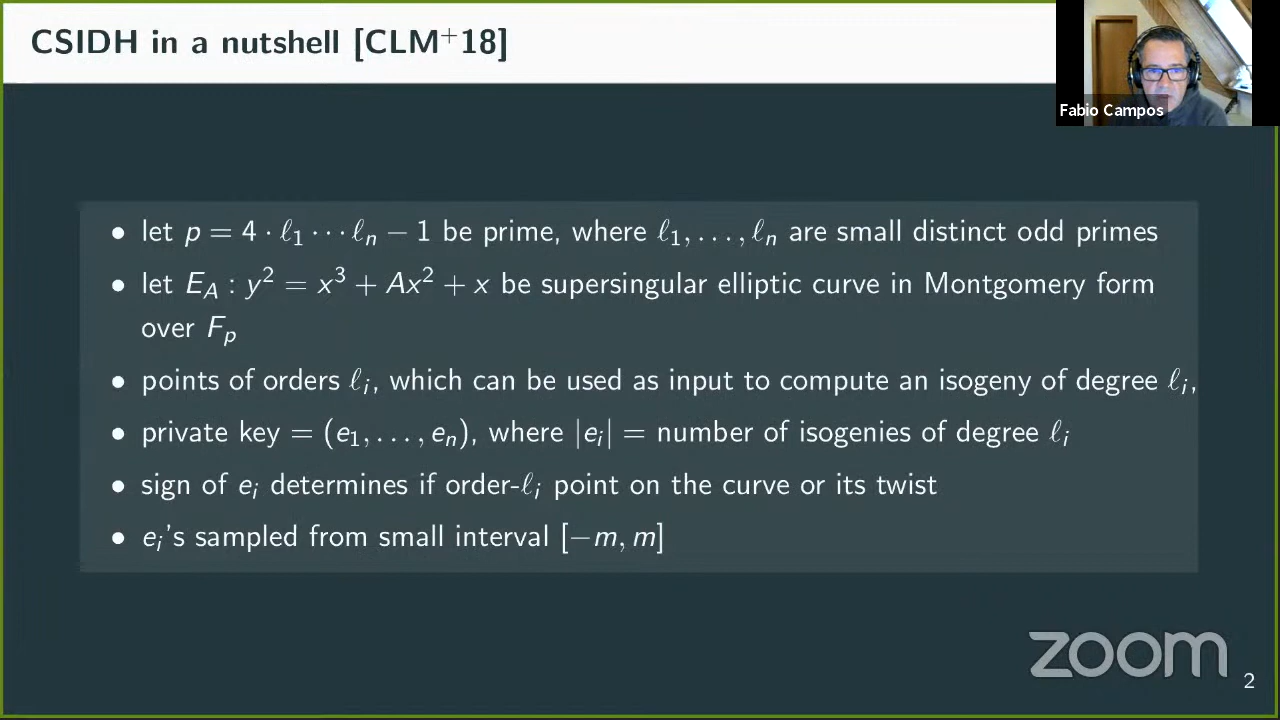 CSIDH in a nutshell [CLM⁺18]
Fabio Campos
• let p = 4 · ℓ₁ ··· ℓₙ − 1 be prime, where ℓ₁, . . . , ℓₙ are small distinct odd primes
• let E_A : y² = x³ + Ax² + x be supersingular elliptic curve in Montgomery form
over F_p
• points of orders ℓᵢ, which can be used as input to compute an isogeny of degree ℓᵢ,
• private key = (e₁, . . . , eₙ), where |eᵢ| = number of isogenies of degree ℓᵢ
• sign of eᵢ determines if order-ℓᵢ point on the curve or its twist
• eᵢ's sampled from small interval [−m, m]
zoom
2